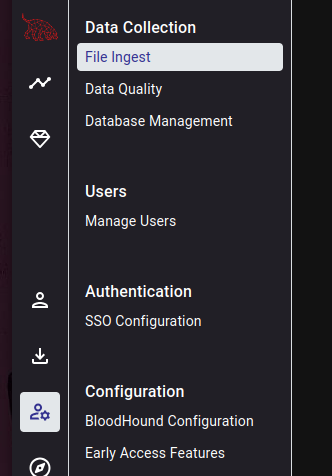 Data Collection
File Ingest
Data Quality
Database Management
Users
Manage Users
Authentication
SSO Configuration
Configuration
BloodHound Configuration
Early Access Features